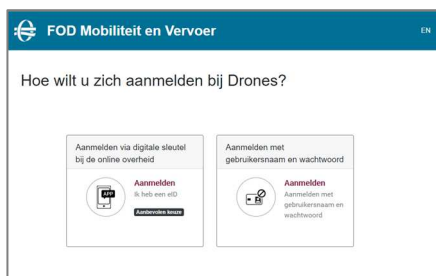 FOD Mobiliteit en Vervoer
EN
Hoe wilt u zich aanmelden bij Drones?
Aanmelden via digitale sleutel
bij de online overheid
APP
Aanmelden
Ik heb een eID
Aanbevolen keuze
Aanmelden met
gebruikersnaam en wachtwoord
Aanmelden
Aanmelden met
gebruikersnaam en
wachtwoord